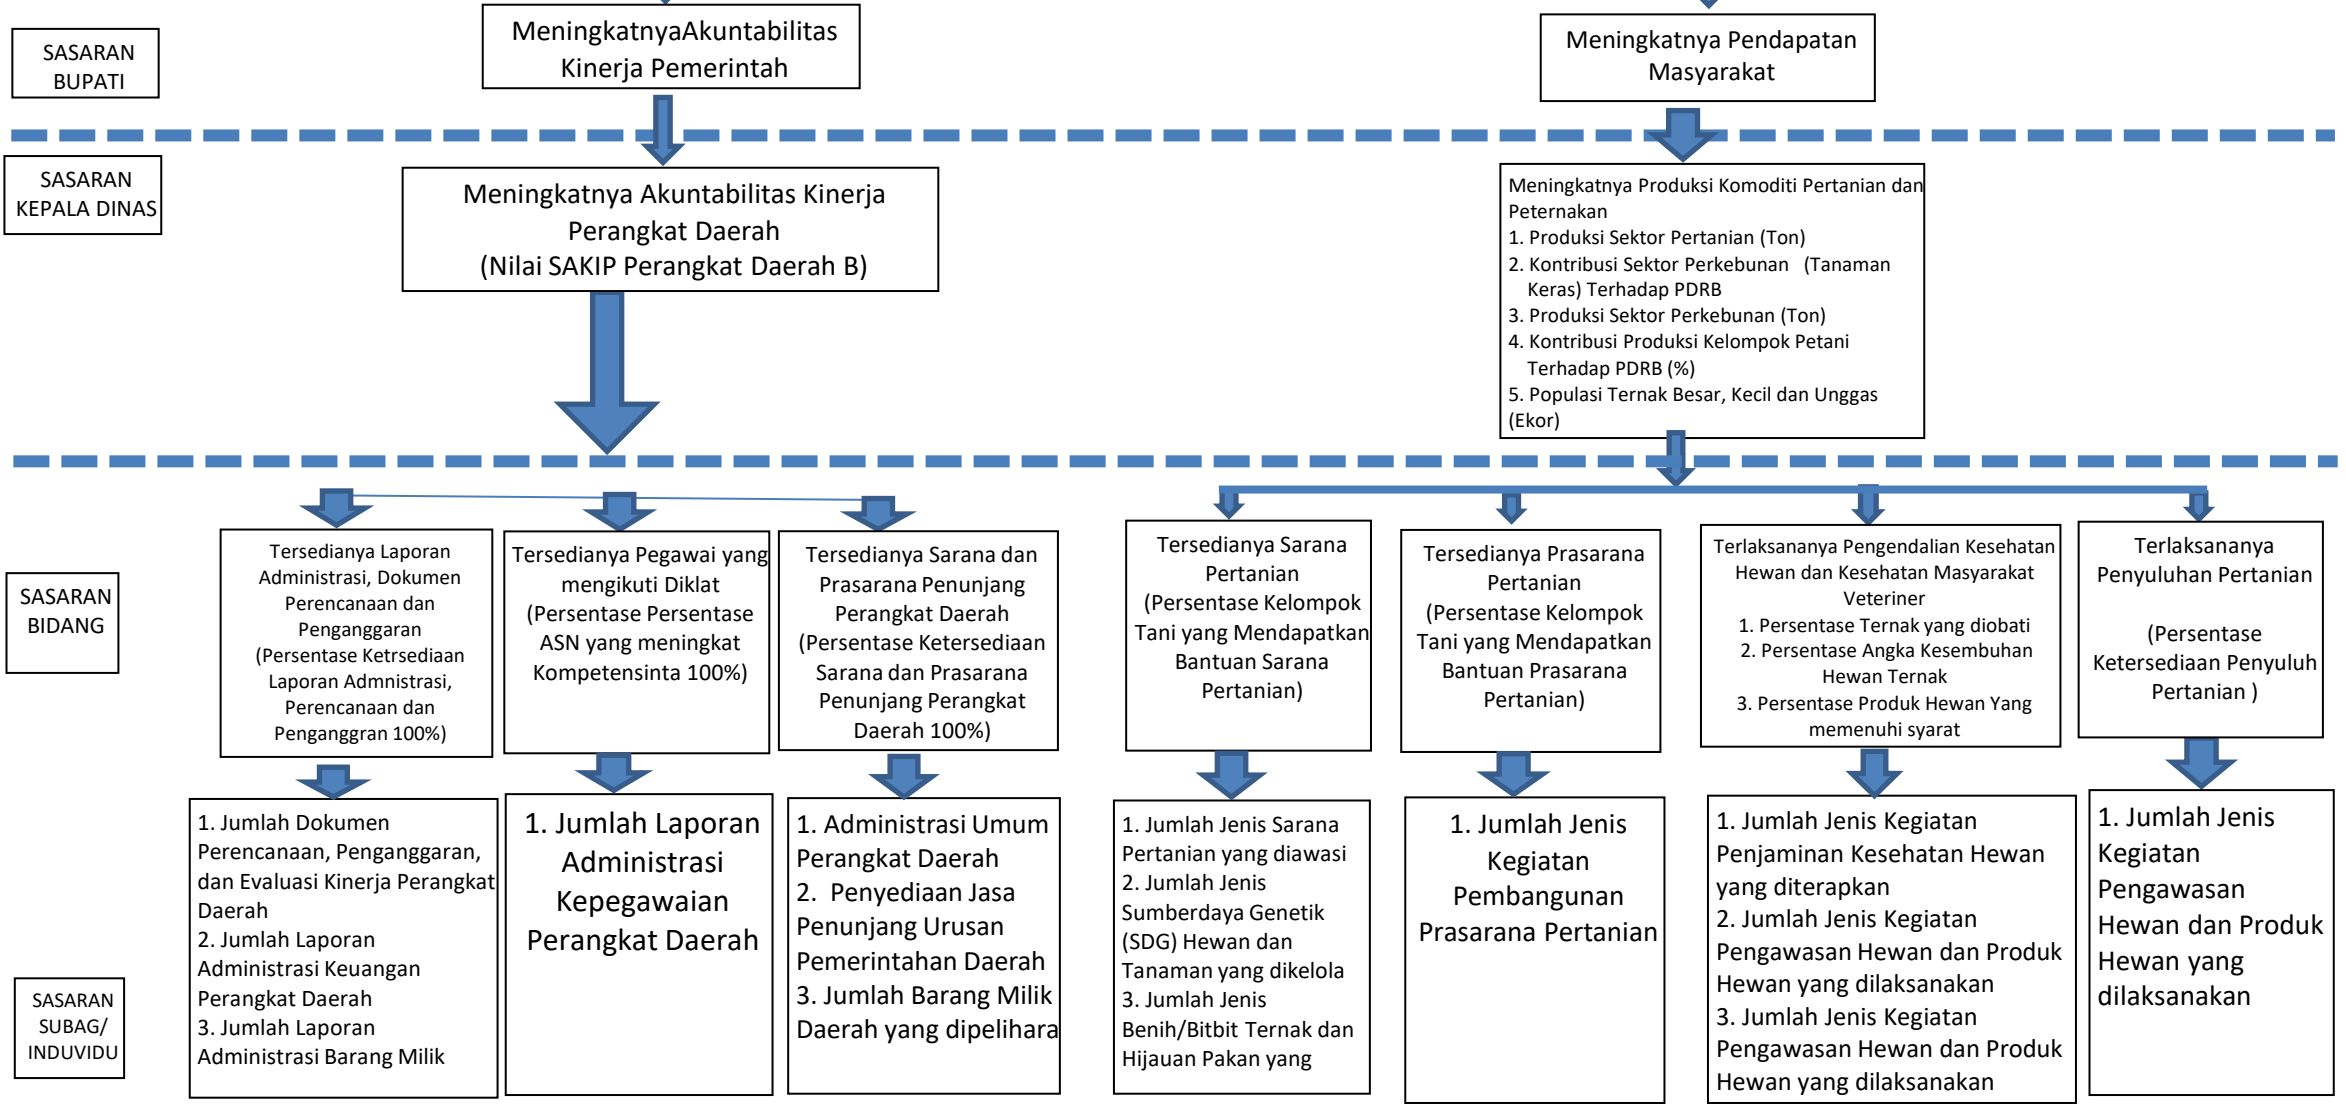 SASARAN
BUPATI
MeningkatnyaAkuntabilitas
Kinerja Pemerintah
Meningkatnya Pendapatan
Masyarakat
SASARAN
KEPALA DINAS
Meningkatnya Akuntabilitas Kinerja
Perangkat Daerah
(Nilai SAKIP Perangkat Daerah B)
Meningkatnya Produksi Komoditi Pertanian dan
Peternakan
1. Produksi Sektor Pertanian (Ton)
2. Kontribusi Sektor Perkebunan (Tanaman
Keras) Terhadap PDRB
3. Produksi Sektor Perkebunan (Ton)
4. Kontribusi Produksi Kelompok Petani
Terhadap PDRB (%)
5. Populasi Ternak Besar, Kecil dan Unggas
(Ekor)
SASARAN
BIDANG
Tersedianya Laporan
Administrasi, Dokumen
Perencanaan dan
Penganggaran
(Persentase Ketrsediaan
Laporan Admnistrasi,
Perencanaan dan
Penganggran 100%)
Tersedianya Pegawai yang
mengikuti Diklat
(Persentase Persentase
ASN yang meningkat
Kompetensinta 100%)
Tersedianya Sarana dan
Prasarana Penunjang
Perangkat Daerah
(Persentase Ketersediaan
Sarana dan Prasarana
Penunjang Perangkat
Daerah 100%)
Tersedianya Sarana
Pertanian
(Persentase Kelompok
Tani yang Mendapatkan
Bantuan Sarana
Pertanian)
Tersedianya Prasarana
Pertanian
(Persentase Kelompok
Tani yang Mendapatkan
Bantuan Prasarana
Pertanian)
Terlaksananya Pengendalian Kesehatan
Hewan dan Kesehatan Masyarakat
Veteriner
1. Persentase Ternak yang diobati
2. Persentase Angka Kesembuhan
Hewan Ternak
3. Persentase Produk Hewan Yang
memenuhi syarat
Terlaksananya
Penyuluhan Pertanian
(Persentase
Ketersediaan Penyuluh
Pertanian )
SASARAN
SUBAG/
INDUVIDU
1. Jumlah Dokumen
Perencanaan, Penganggaran,
dan Evaluasi Kinerja Perangkat
Daerah
2. Jumlah Laporan
Administrasi Keuangan
Perangkat Daerah
3. Jumlah Laporan
Administrasi Barang Milik
1. Jumlah Laporan
Administrasi
Kepegawaian
Perangkat Daerah
1. Administrasi Umum
Perangkat Daerah
2. Penyediaan Jasa
Penunjang Urusan
Pemerintahan Daerah
3. Jumlah Barang Milik
Daerah yang dipelihara
1. Jumlah Jenis Sarana
Pertanian yang diawasi
2. Jumlah Jenis
Sumberdaya Genetik
(SDG) Hewan dan
Tanaman yang dikelola
3. Jumlah Jenis
Benih/Bitbit Ternak dan
Hijauan Pakan yang
1. Jumlah Jenis
Kegiatan
Pembangunan
Prasarana Pertanian
1. Jumlah Jenis Kegiatan
Penjaminan Kesehatan Hewan
yang diterapkan
2. Jumlah Jenis Kegiatan
Pengawasan Hewan dan Produk
Hewan yang dilaksanakan
3. Jumlah Jenis Kegiatan
Pengawasan Hewan dan Produk
Hewan yang dilaksanakan
1. Jumlah Jenis
Kegiatan
Pengawasan
Hewan dan Produk
Hewan yang
dilaksanakan